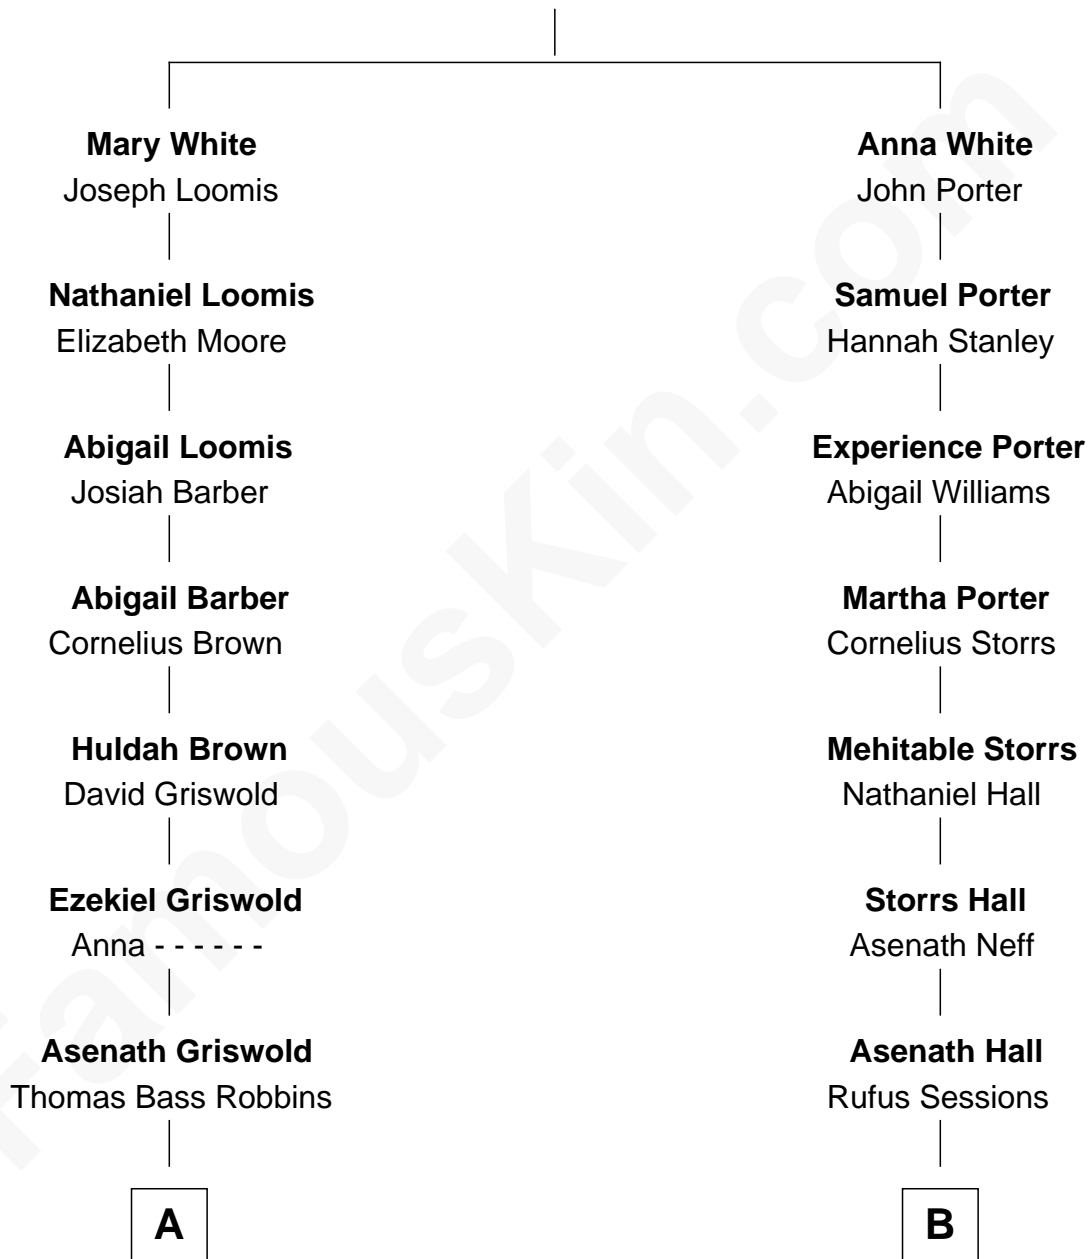 Mary White
Joseph Loomis
Nathaniel Loomis
Elizabeth Moore
Abigail Loomis
Josiah Barber
Abigail Barber
Cornelius Brown
Huldah Brown
David Griswold
Ezekiel Griswold
Anna - - - - - -
Asenath Griswold
Thomas Bass Robbins
A
Anna White
John Porter
Samuel Porter
Hannah Stanley
Experience Porter
Abigail Williams
Martha Porter
Cornelius Storrs
Mehitable Storrs
Nathaniel Hall
Storrs Hall
Asenath Neff
Asenath Hall
Rufus Sessions
B
FamousKin.com